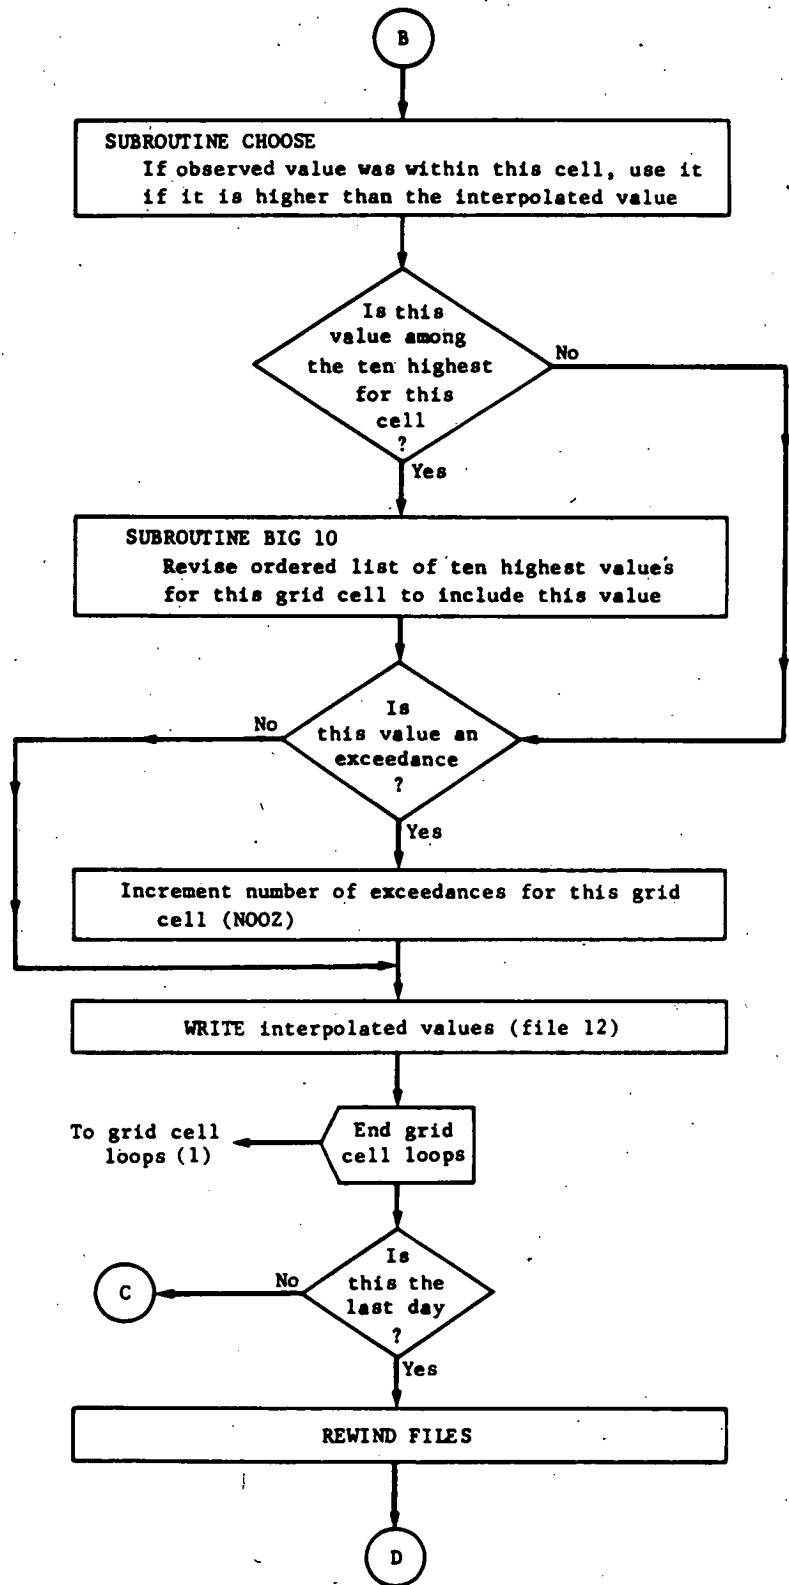 B
SUBROUTINE CHOOSE
If observed value was within this cell, use it
if it is higher than the interpolated value
Is this
value among
the ten highest
for this
cell
?
No
Yes
SUBROUTINE BIG 10
Revise ordered list of ten highest values
for this grid cell to include this value
No
Is
this value an
exceedance
?
Yes
Increment number of exceedances for this grid
cell (NOOZ)
WRITE interpolated values (file 12)
To grid cell
loops (1)
End grid
cell loops
C
No
Is
this the
last day
?
Yes
REWIND FILES
D